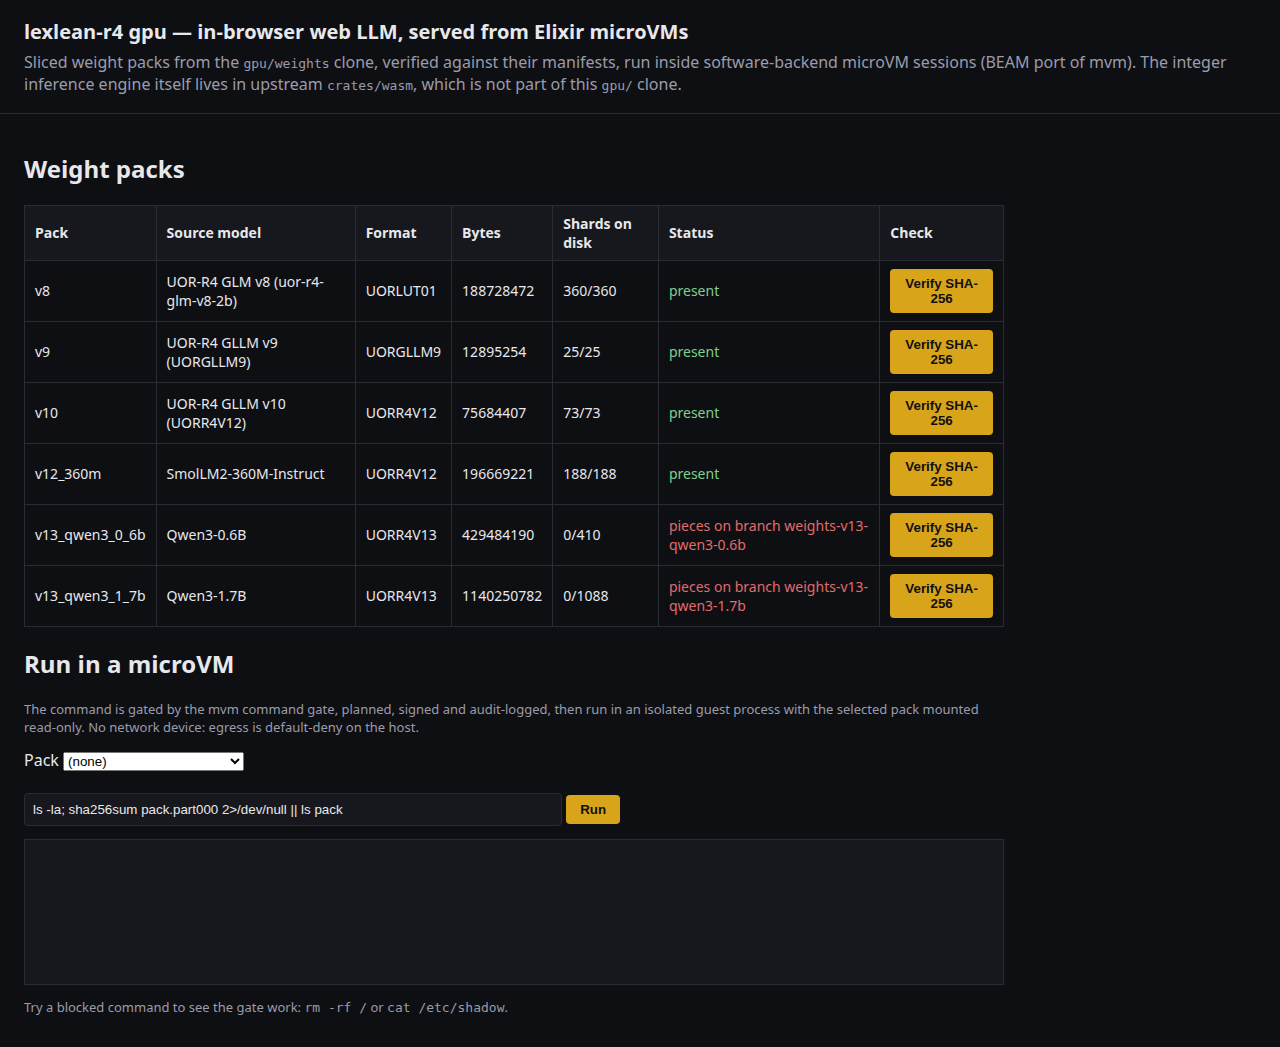 lexlean-r4 gpu — in-browser web LLM, served from Elixir microVMs
Sliced weight packs from the gpu/weights clone, verified against their manifests, run inside software-backend microVM sessions (BEAM port of mvm). The integer
inference engine itself lives in upstream crates/wasm, which is not part of this gpu/ clone.
Weight packs
Pack Source model Format Bytes Shards on disk Status Check
v8 UOR-R4 GLM v8 (uor-r4-glm-v8-2b) UORLUT01 188728472 360/360 present Verify SHA-256
v9 UOR-R4 GLLM v9 (UORGLLM9) UORGLLM9 12895254 25/25 present Verify SHA-256
v10 UOR-R4 GLLM v10 (UORR4V12) UORR4V12 75684407 73/73 present Verify SHA-256
v12_360m SmolLM2-360M-Instruct UORR4V12 196669221 188/188 present Verify SHA-256
v13_qwen3_0_6b Qwen3-0.6B UORR4V13 429484190 0/410 pieces on branch weights-v13-qwen3-0.6b Verify SHA-256
v13_qwen3_1_7b Qwen3-1.7B UORR4V13 1140250782 0/1088 pieces on branch weights-v13-qwen3-1.7b Verify SHA-256
Run in a microVM
The command is gated by the mvm command gate, planned, signed and audit-logged, then run in an isolated guest process with the selected pack mounted
read-only. No network device: egress is default-deny on the host.
Pack (none)
ls -la; sha256sum pack.part000 2>/dev/null || ls pack Run
Try a blocked command to see the gate work: rm -rf / or cat /etc/shadow.